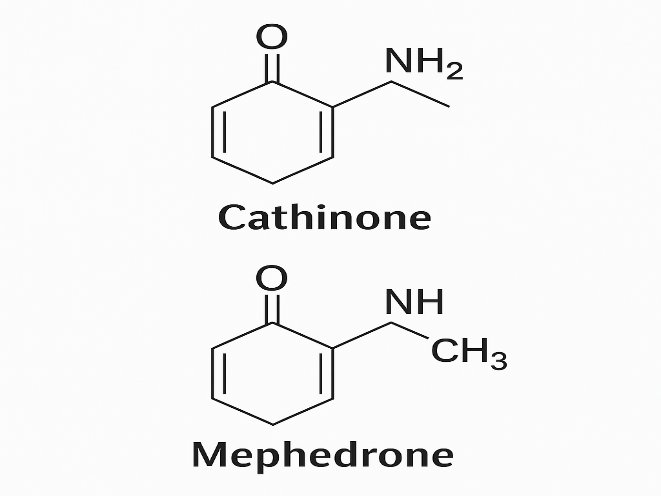 O
NH₂
Cathinone
O
NH
CH₃
Mephedrone